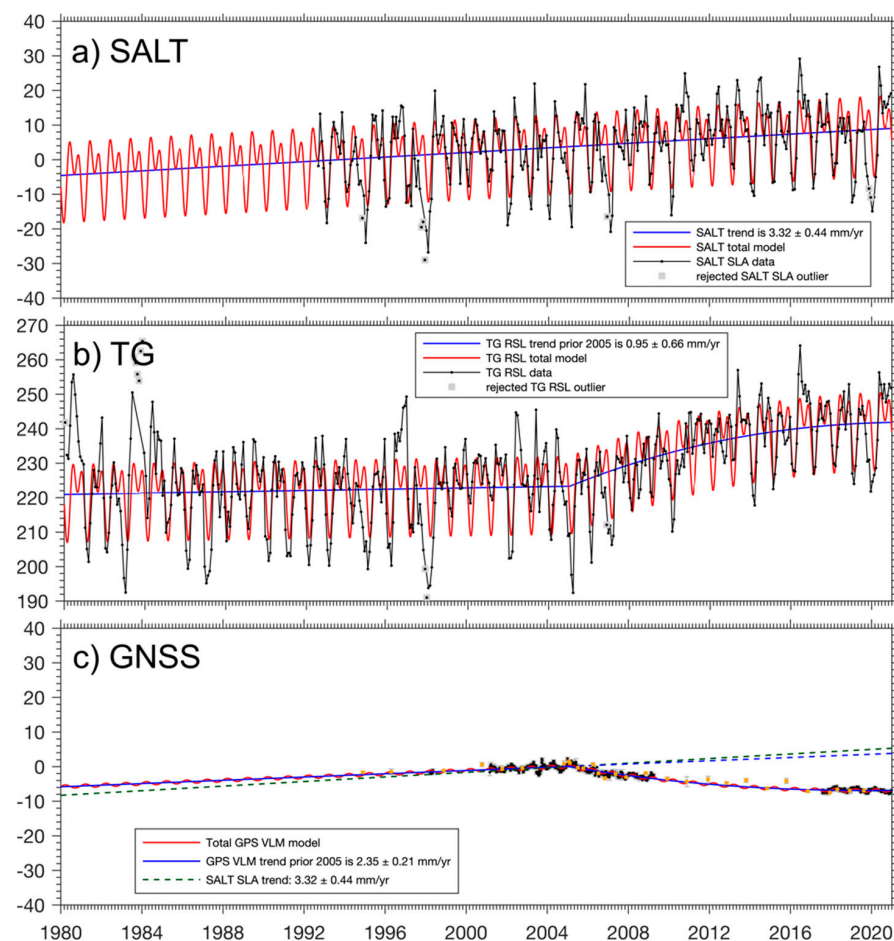 40
30
20
10
0
-10
-20
-30
-40
a) SALT
SALT trend is 3.32 ± 0.44 mm/yr
SALT total model
SALT SLA data
rejected SALT SLA outlier
270
260
250
240
230
220
210
200
190
b) TG
TG RSL trend prior 2005 is 0.95 ± 0.66 mm/yr
TG RSL total model
TG RSL data
rejected TG RSL outlier
40
30
20
10
0
-10
-20
-30
-40
c) GNSS
Total GPS VLM model
GPS VLM trend prior 2005 is 2.35 ± 0.21 mm/yr
SALT SLA trend: 3.32 ± 0.44 mm/yr
1980 1984 1988 1992 1996 2000 2004 2008 2012 2016 2020